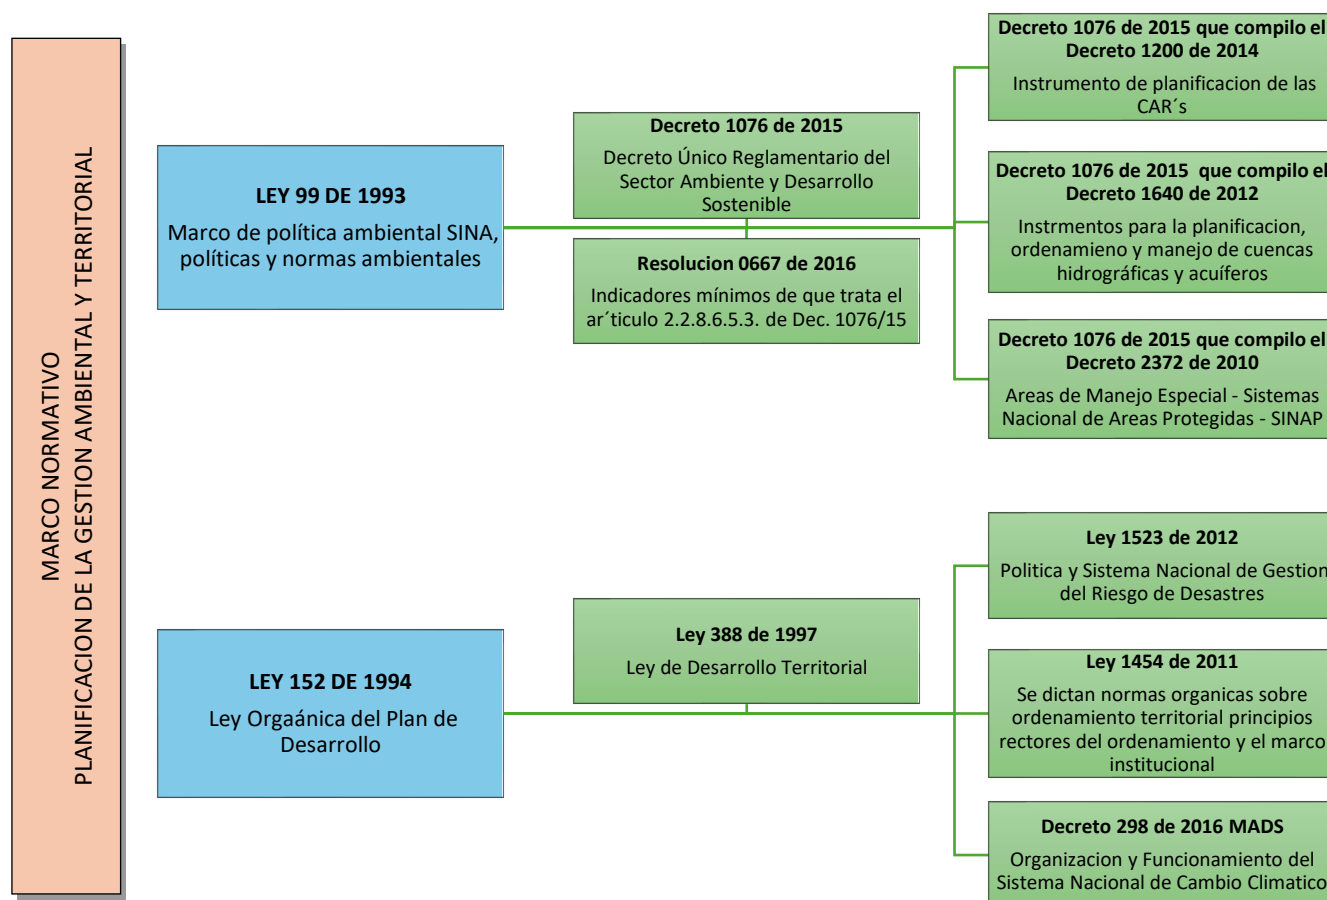 MARCO NORMATIVO
PLANIFICACION DE LA GESTION AMBIENTAL Y TERRITORIAL
LEY 99 DE 1993
Marco de política ambiental SINA,
políticas y normas ambientales
Decreto 1076 de 2015
Decreto Único Reglamentario del
Sector Ambiente y Desarrollo
Sostenible
Resolucion 0667 de 2016
Indicadores mínimos de que trata el
ar´ticulo 2.2.8.6.5.3. de Dec. 1076/15
Decreto 1076 de 2015 que compilo el
Decreto 1200 de 2014
Instrumento de planificacion de las
CAR´s
Decreto 1076 de 2015  que compilo el
Decreto 1640 de 2012
Instrmentos para la planificacion,
ordenamieno y manejo de cuencas
hidrográficas y acuíferos
Decreto 1076 de 2015 que compilo el
Decreto 2372 de 2010
Areas de Manejo Especial - Sistemas
Nacional de Areas Protegidas - SINAP
LEY 152 DE 1994
Ley Orgaánica del Plan de
Desarrollo
Ley 388 de 1997
Ley de Desarrollo Territorial
Ley 1523 de 2012
Politica y Sistema Nacional de Gestion
del Riesgo de Desastres
Ley 1454 de 2011
Se dictan normas organicas sobre
ordenamiento territorial principios
rectores del ordenamiento y el marco
institucional
Decreto 298 de 2016 MADS
Organizacion y Funcionamiento del
Sistema Nacional de Cambio Climatico